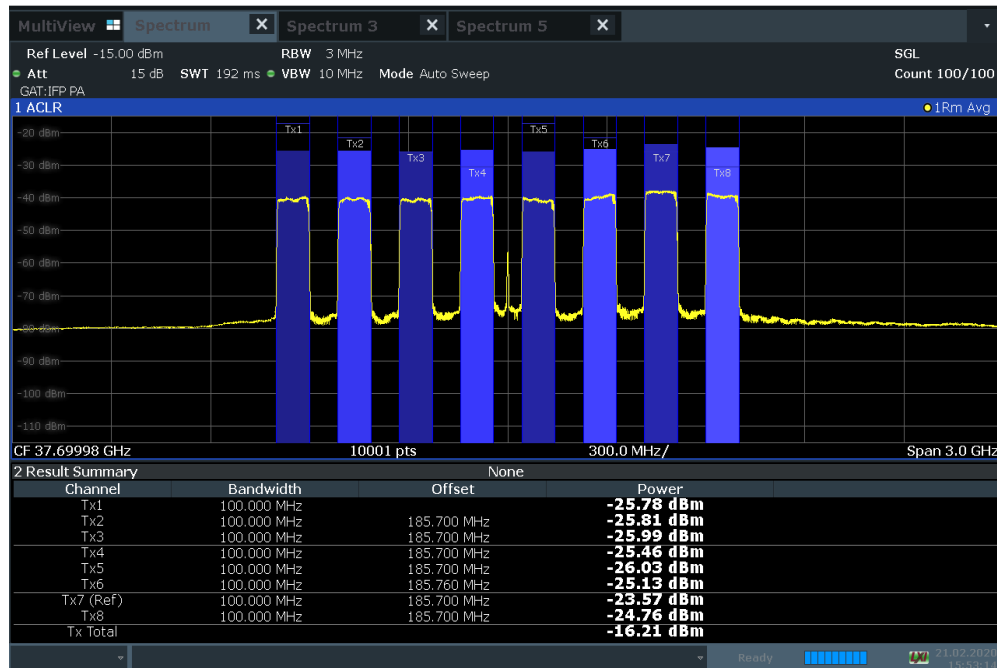 MultiView Spectrum X Spectrum 3 X Spectrum 5 X
Ref Level -15.00 dBm RBW 3 MHz SGL
Att 15 dB SWT 192 ms VBW 10 MHz Mode Auto Sweep Count 100/100
GAT:IFP PA
1 ACLR 1Rm Avg
-20 dBm
Tx1 Tx5
Tx2 Tx6
Tx3 Tx7
-30 dBm
Tx4 Tx8
-40 dBm
-50 dBm
-60 dBm
-70 dBm
-80 dBm
-90 dBm
-100 dBm
-110 dBm
CF 37.69998 GHz 10001 pts 300.0 MHz/ Span 3.0 GHz
2 Result Summary None
Channel Bandwidth Offset Power
Tx1 100.000 MHz -25.78 dBm
Tx2 100.000 MHz 185.700 MHz -25.81 dBm
Tx3 100.000 MHz 185.700 MHz -25.99 dBm
Tx4 100.000 MHz 185.700 MHz -25.46 dBm
Tx5 100.000 MHz 185.700 MHz -26.03 dBm
Tx6 100.000 MHz 185.760 MHz -25.13 dBm
Tx7 (Ref) 100.000 MHz 185.700 MHz -23.57 dBm
Tx8 100.000 MHz 185.700 MHz -24.76 dBm
Tx Total -16.21 dBm
Ready LXI 21.02.2020